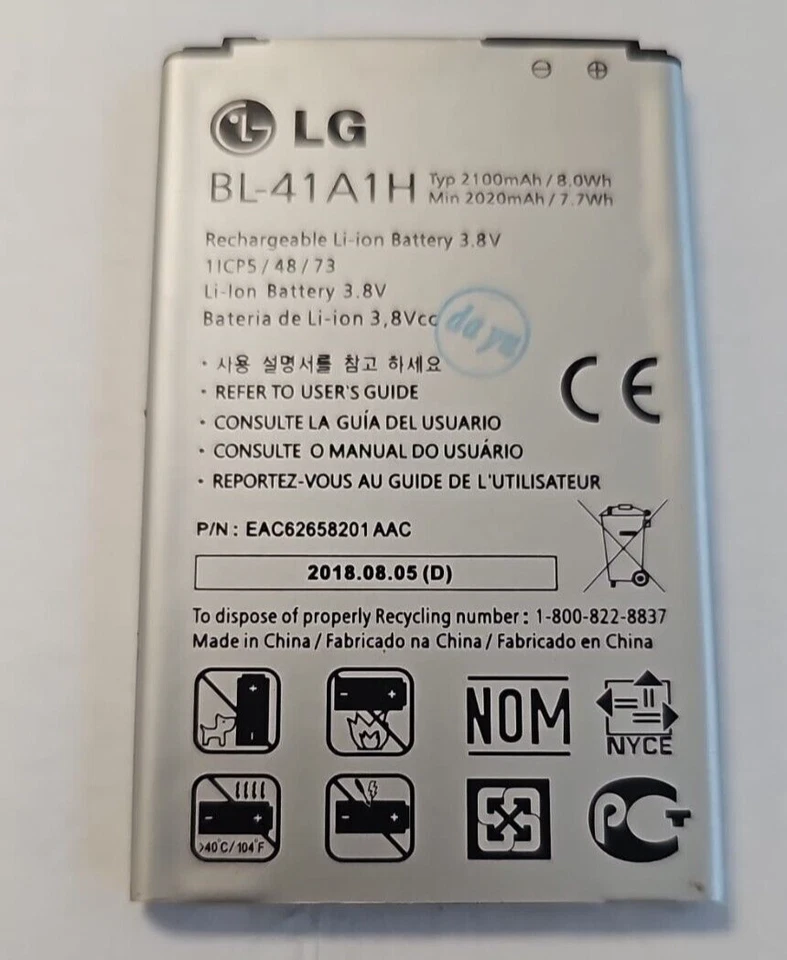 LG
BL-41A1H Typ 2100mAh / 8.0Wh
Min 2020mAh / 7.7Wh
Rechargeable Li-ion Battery 3.8V
1ICP5 / 48 / 73
Li-Ion Battery 3.8V
Bateria de Li-ion 3,8Vcc
da yu
• 사용 설명서를 참고 하세요
• REFER TO USER'S GUIDE
• CONSULTE LA GUÍA DEL USUARIO
• CONSULTE O MANUAL DO USUÁRIO
• REPORTEZ-VOUS AU GUIDE DE L'UTILISATEUR
CE
P/N : EAC62658201 AAC
2018.08.05 (D)
To dispose of properly Recycling number : 1-800-822-8837
Made in China / Fabricado na China / Fabricado en China
NOM
NYCE
>40°C/104°F
PCT